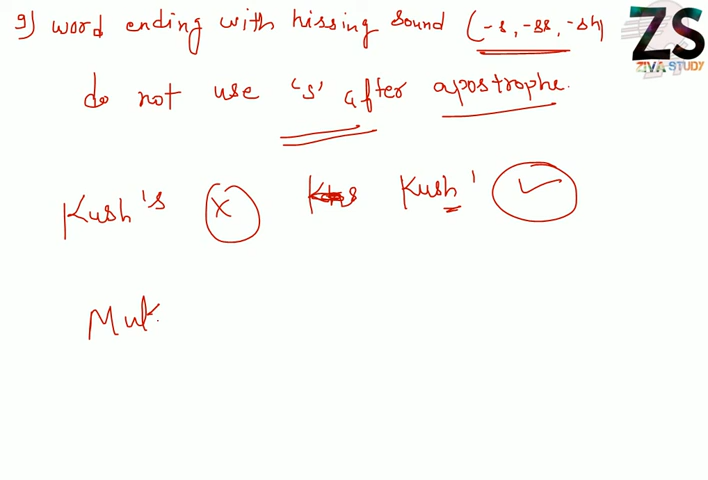 9) word ending with hissing sound (-s, -ss, -sh)
do not use 's' after apostrophe.
Kush's x Kush' ✓
Muk
ZS
ZIVA STUDY